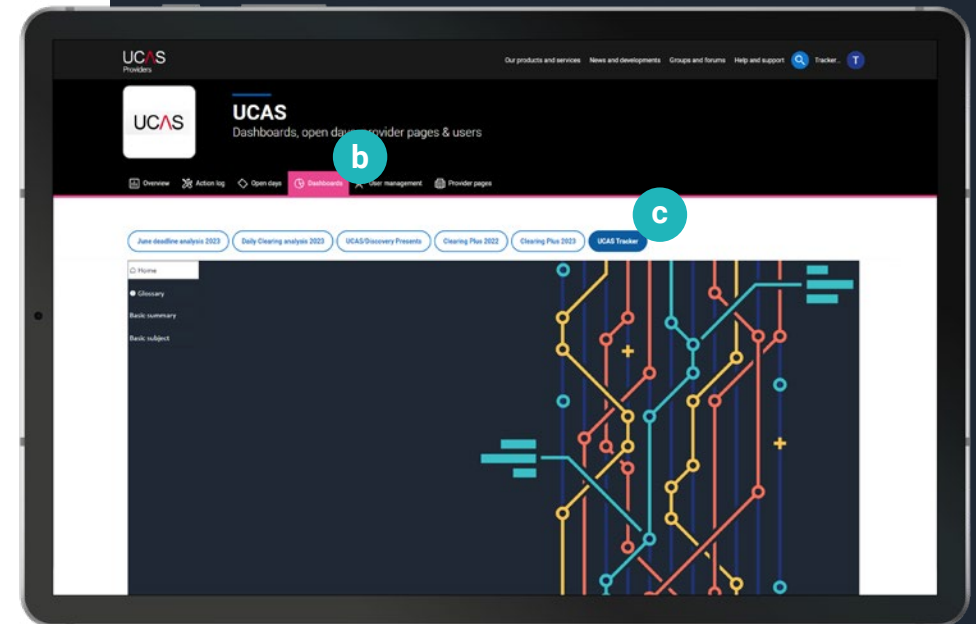 UCAS
Providers
Our products and services News and developments Groups and forums Help and support Tracker... T
UCAS
UCAS
Dashboards, open days, provider pages & users
b
Overview Action log Open days Dashboards User management Provider pages
c
June deadline analysis 2023 Daily Clearing analysis 2023 UCAS/Discovery Presents Clearing Plus 2022 Clearing Plus 2023 UCAS Tracker
Home
Glossary
Basic summary
Basic subject